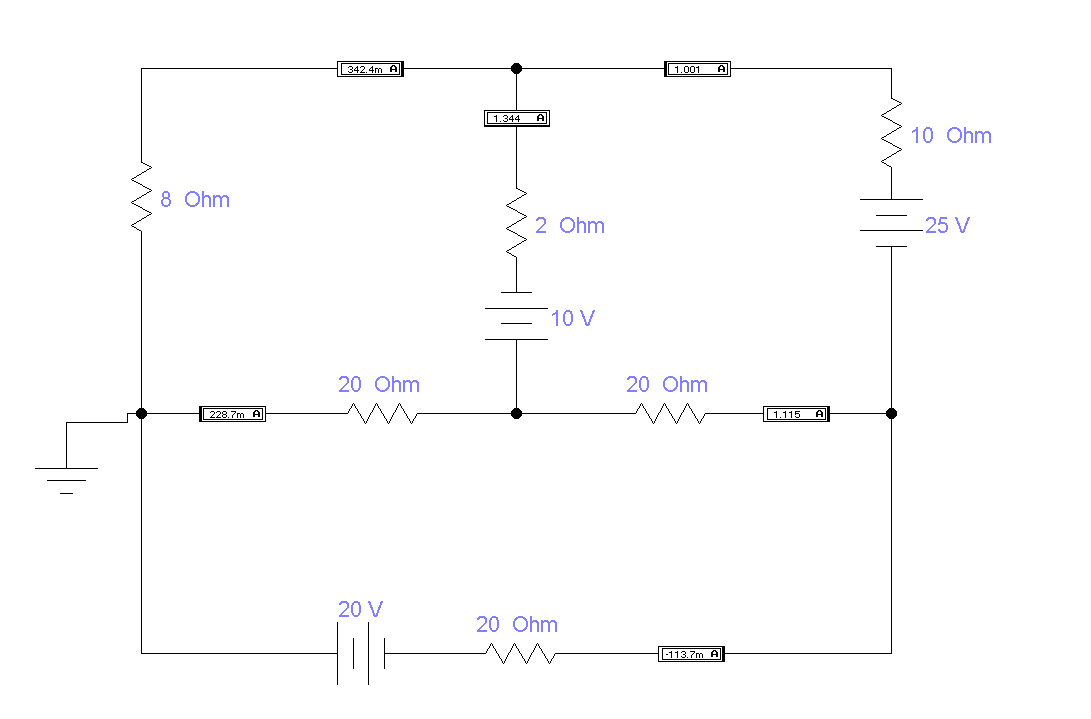 342.4m A
1.001 A
1.344 A
10 Ohm
8 Ohm
2 Ohm
25 V
10 V
20 Ohm
20 Ohm
228.7m A
1.115 A
20 V
20 Ohm
-113.7m A